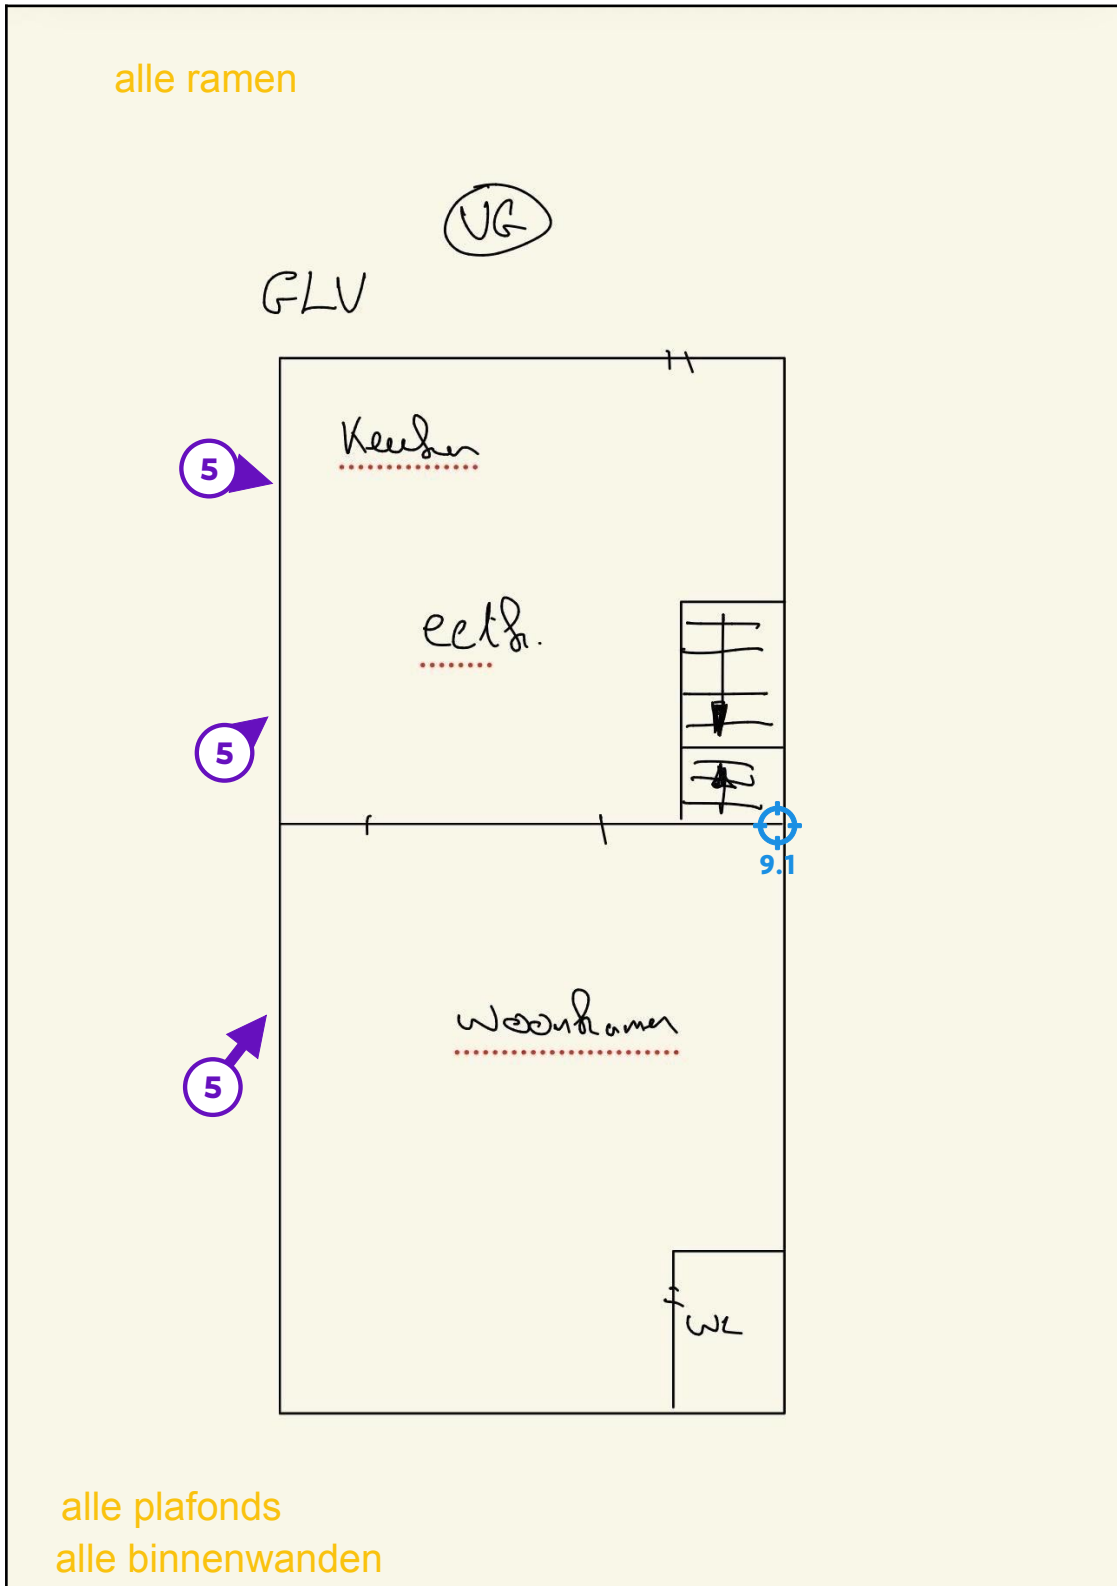 alle ramen
VG
GLV
Keuken
5
eetk.
5
9.1
woonkamer
5
WC
alle plafonds
alle binnenwanden